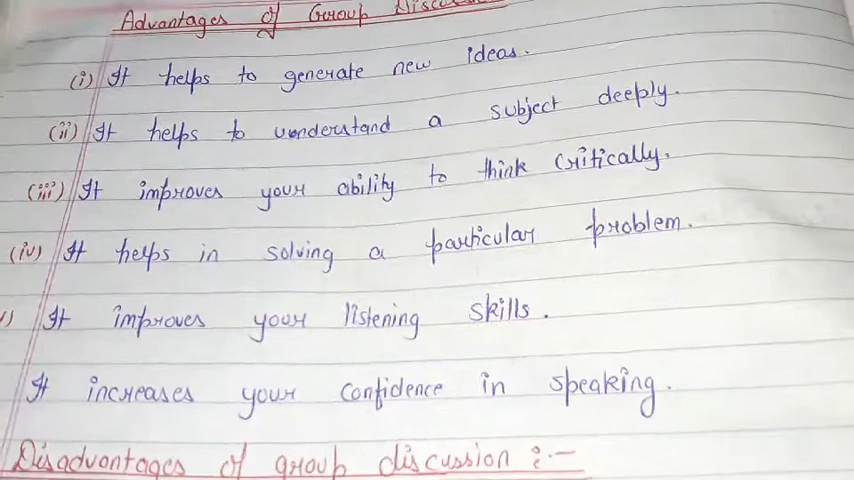 Advantages of Group
(i) It helps to generate new ideas.
(ii) It helps to understand a subject deeply.
(iii) It improves your ability to think critically.
(iv) It helps in solving a particular problem.
It improves your listening skills.
It increases your confidence in speaking.
Disadvantages of group discussion :-